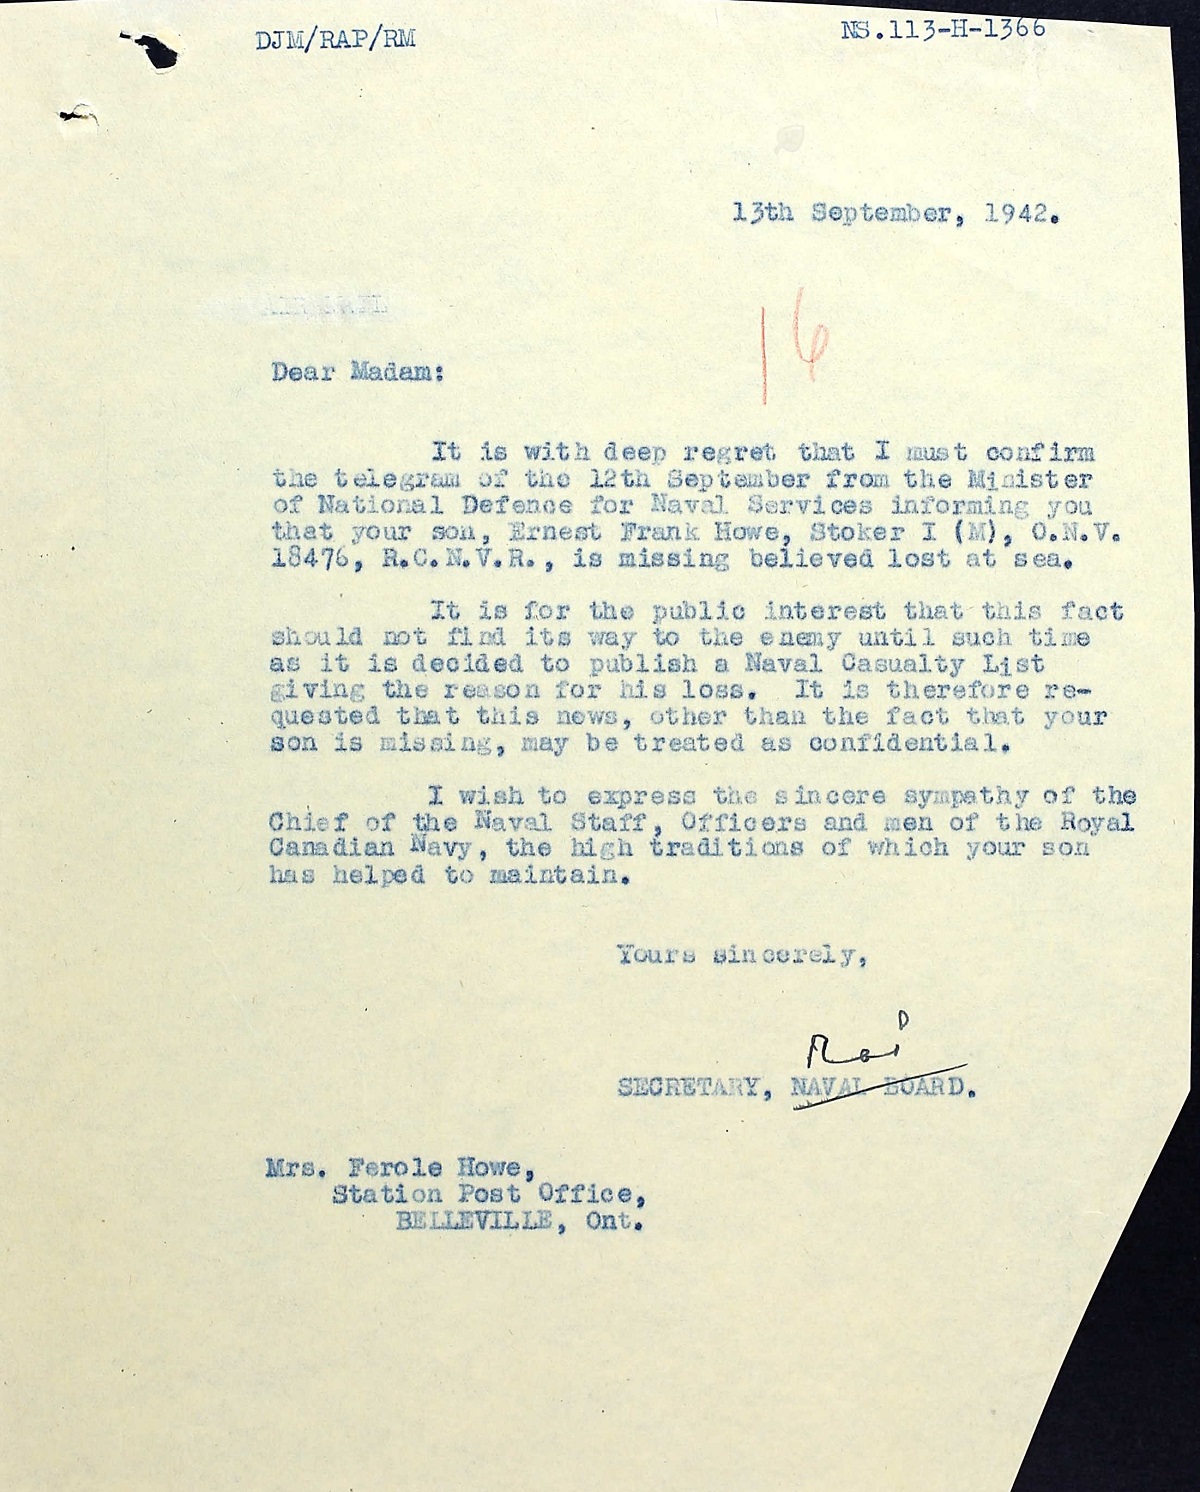 DJM/RAP/RM
NS.113-H-1366
13th September, 1942.
16
Dear Madam:
It is with deep regret that I must confirm
the telegram of the 12th September from the Minister
of National Defence for Naval Services informing you
that your son, Ernest Frank Howe, Stoker I (M), O.N.V.
18476, R.C.N.V.R., is missing believed lost at sea.
It is for the public interest that this fact
should not find its way to the enemy until such time
as it is decided to publish a Naval Casualty List
giving the reason for his loss.  It is therefore re-
quested that this news, other than the fact that your
son is missing, may be treated as confidential.
I wish to express the sincere sympathy of the
Chief of the Naval Staff, Officers and men of the Royal
Canadian Navy, the high traditions of which your son
has helped to maintain.
Yours sincerely,
SECRETARY, NAVAL BOARD.
Mrs. Ferole Howe,
Station Post Office,
BELLEVILLE, Ont.